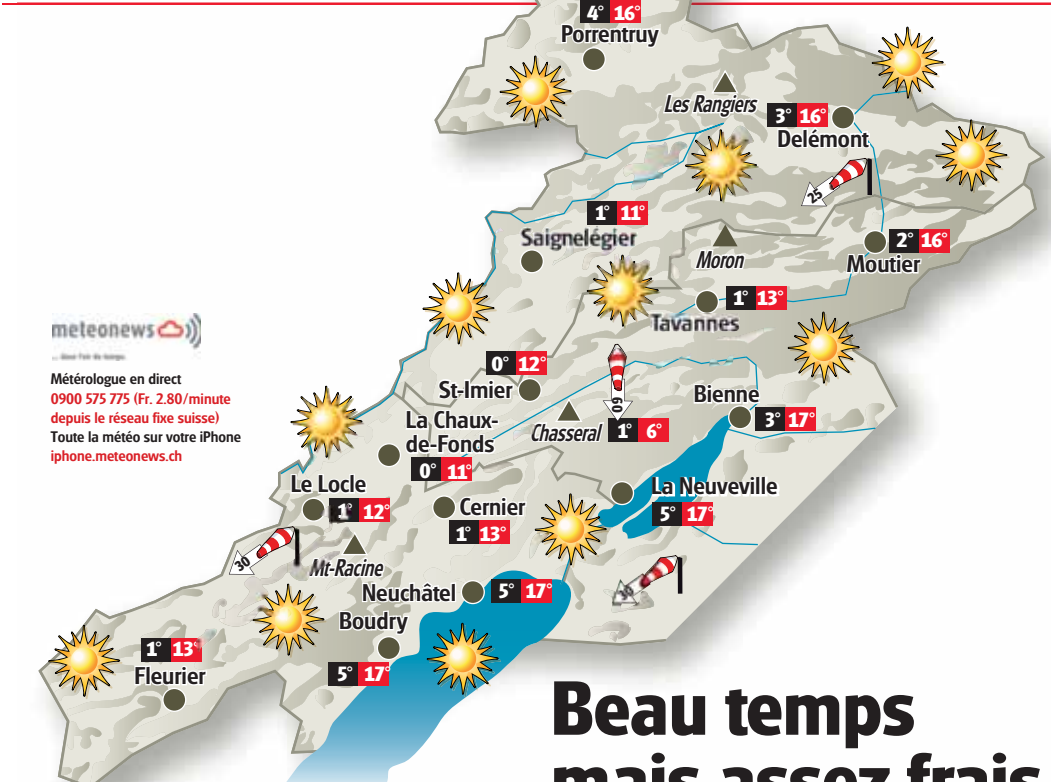 4° 16°
Porrentruy
Les Rangiers
3° 16°
Delémont
25
1° 11°
Saignelégier
Moron
2° 16°
Moutier
1° 13°
Tavannes
meteonews
Météorologue en direct
0900 575 775 (Fr. 2.80/minute
depuis le réseau fixe suisse)
Toute la météo sur votre iPhone
iphone.meteonews.ch
0° 12°
St-Imier
60
Chasseral 1° 6°
Bienne
3° 17°
La Chaux-
de-Fonds
0° 11°
Le Locle
1° 12°
Cernier
1° 13°
La Neuveville
5° 17°
30
Mt-Racine
30
Neuchâtel 5° 17°
Boudry
5° 17°
1° 13°
Fleurier
Beau temps
mais assez frais